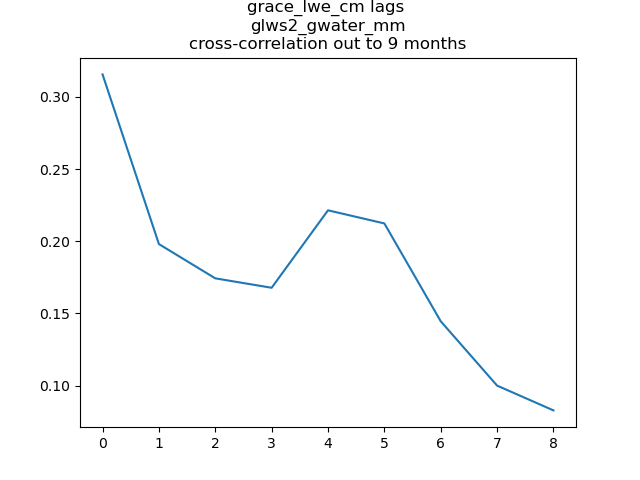 grace_lwe_cm lags
glws2_gwater_mm
cross-correlation out to 9 months
0.30
0.25
0.20
0.15
0.10
0 1 2 3 4 5 6 7 8